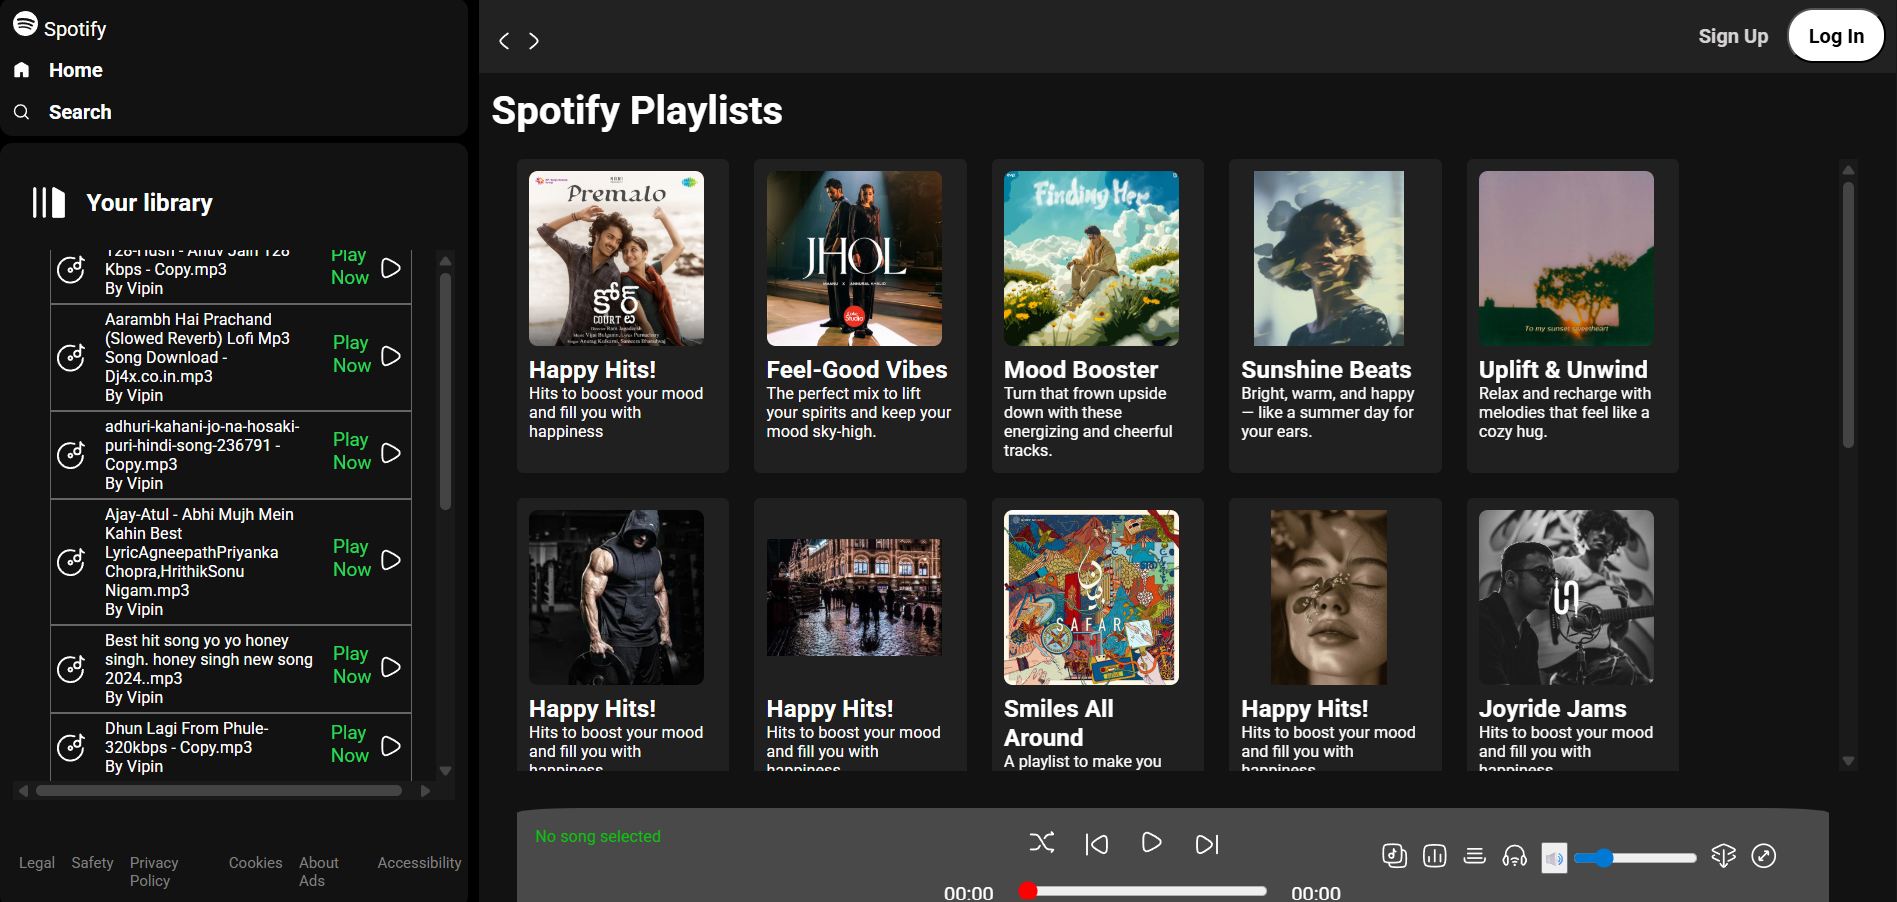 Spotify
Home
Search
Your library
128-Hush - Anuv Jain 128
Kbps - Copy.mp3
By Vipin
Play
Now
Aarambh Hai Prachand
(Slowed Reverb) Lofi Mp3
Song Download -
Dj4x.co.in.mp3
By Vipin
Play
Now
adhuri-kahani-jo-na-hosaki-
puri-hindi-song-236791 -
Copy.mp3
By Vipin
Play
Now
Ajay-Atul - Abhi Mujh Mein
Kahin Best
LyricAgneepathPriyanka
Chopra,HrithikSonu
Nigam.mp3
By Vipin
Play
Now
Best hit song yo yo honey
singh. honey singh new song
2024..mp3
By Vipin
Play
Now
Dhun Lagi From Phule-
320kbps - Copy.mp3
By Vipin
Play
Now
Legal
Safety
Privacy
Policy
Cookies
About
Ads
Accessibility
Sign Up
Log In
Spotify Playlists
Premalo
కోర్ట్
COURT
Happy Hits!
Hits to boost your mood
and fill you with
happiness
JHOL
MAANU x ANNURAL KHALID
Coke
Studio
Feel-Good Vibes
The perfect mix to lift
your spirits and keep your
mood sky-high.
Finding Her
Mood Booster
Turn that frown upside
down with these
energizing and cheerful
tracks.
Sunshine Beats
Bright, warm, and happy
— like a summer day for
your ears.
To my sunset sweetheart
Uplift & Unwind
Relax and recharge with
melodies that feel like a
cozy hug.
Happy Hits!
Hits to boost your mood
and fill you with
happiness
Happy Hits!
Hits to boost your mood
and fill you with
happiness
SAFAR
Smiles All
Around
A playlist to make you
Happy Hits!
Hits to boost your mood
and fill you with
happiness
Joyride Jams
Hits to boost your mood
and fill you with
happiness
No song selected
00:00
00:00